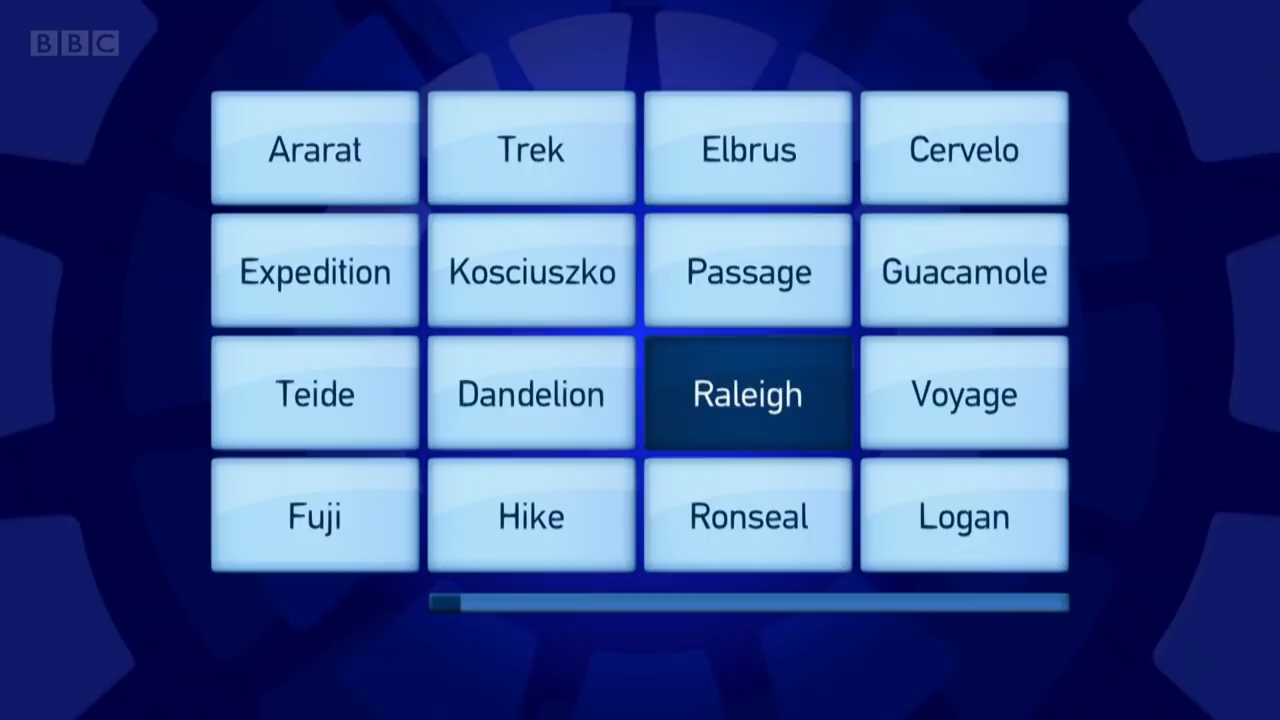 BBC
Ararat
Trek
Elbrus
Cervelo
Expedition
Kosciuszko
Passage
Guacamole
Teide
Dandelion
Raleigh
Voyage
Fuji
Hike
Ronseal
Logan